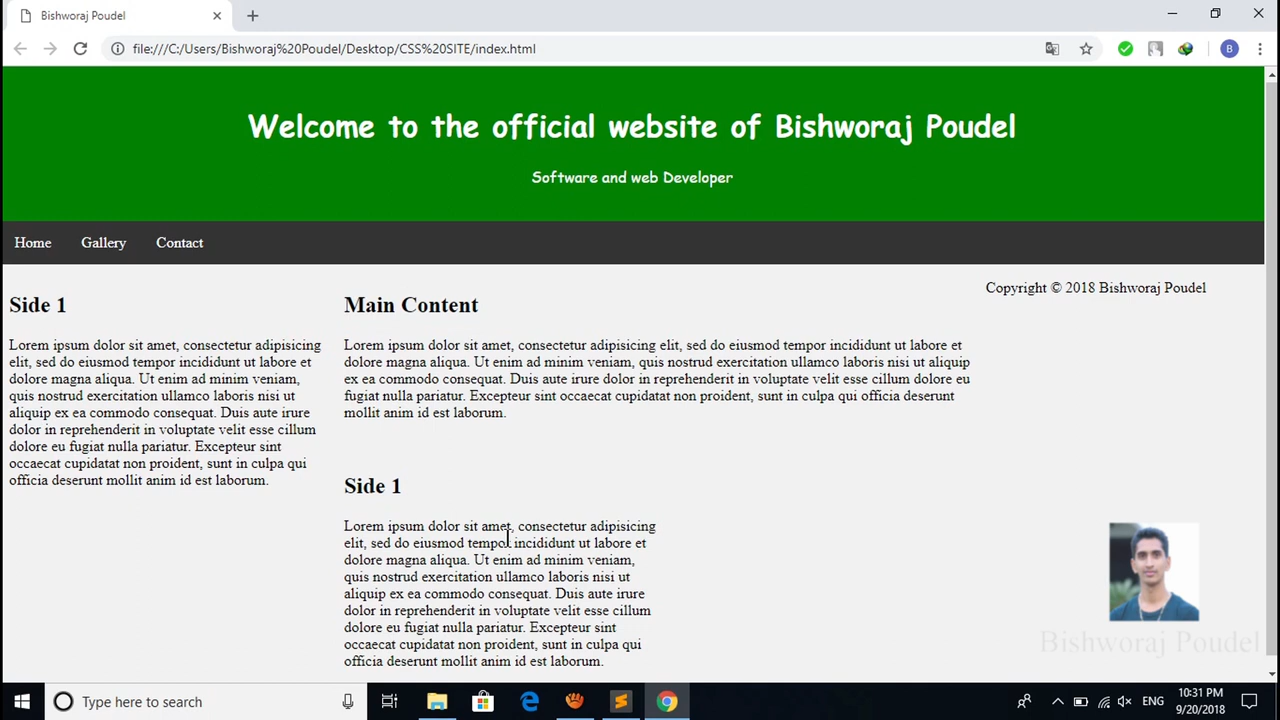 Bishworaj Poudel
file:///C:/Users/Bishworaj%20Poudel/Desktop/CSS%20SITE/index.html
B
Welcome to the official website of Bishworaj Poudel
Software and web Developer
Home Gallery Contact
Side 1
Lorem ipsum dolor sit amet, consectetur adipisicing
elit, sed do eiusmod tempor incididunt ut labore et
dolore magna aliqua. Ut enim ad minim veniam,
quis nostrud exercitation ullamco laboris nisi ut
aliquip ex ea commodo consequat. Duis aute irure
dolor in reprehenderit in voluptate velit esse cillum
dolore eu fugiat nulla pariatur. Excepteur sint
occaecat cupidatat non proident, sunt in culpa qui
officia deserunt mollit anim id est laborum.
Main Content
Lorem ipsum dolor sit amet, consectetur adipisicing elit, sed do eiusmod tempor incididunt ut labore et
dolore magna aliqua. Ut enim ad minim veniam, quis nostrud exercitation ullamco laboris nisi ut aliquip
ex ea commodo consequat. Duis aute irure dolor in reprehenderit in voluptate velit esse cillum dolore eu
fugiat nulla pariatur. Excepteur sint occaecat cupidatat non proident, sunt in culpa qui officia deserunt
mollit anim id est laborum.
Side 1
Lorem ipsum dolor sit amet, consectetur adipisicing
elit, sed do eiusmod tempor incididunt ut labore et
dolore magna aliqua. Ut enim ad minim veniam,
quis nostrud exercitation ullamco laboris nisi ut
aliquip ex ea commodo consequat. Duis aute irure
dolor in reprehenderit in voluptate velit esse cillum
dolore eu fugiat nulla pariatur. Excepteur sint
occaecat cupidatat non proident, sunt in culpa qui
officia deserunt mollit anim id est laborum.
Copyright © 2018 Bishworaj Poudel
Bishworaj Poudel
Type here to search
ENG
10:31 PM
9/20/2018